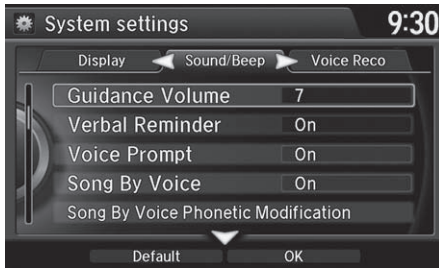 System settings 9:30
Display Sound/Beep Voice Reco
Guidance Volume 7
Verbal Reminder On
Voice Prompt On
Song By Voice On
Song By Voice Phonetic Modification
Default OK